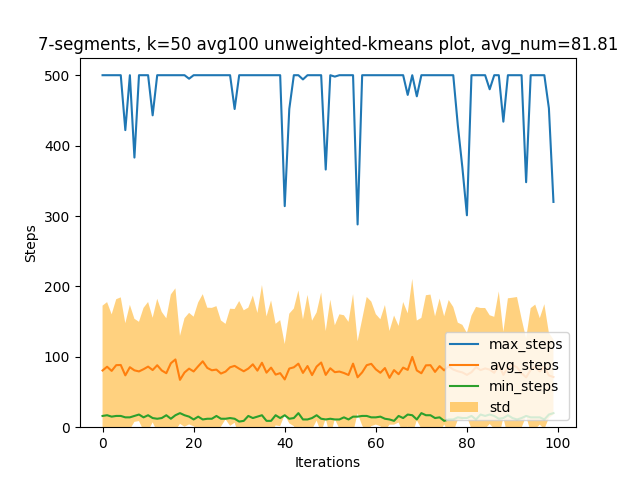 7-segments, k=50 avg100 unweighted-kmeans plot, avg_num=81.81
500
400
300
200
100
0
Steps
0 20 40 60 80 100
Iterations
max_steps
avg_steps
min_steps
std